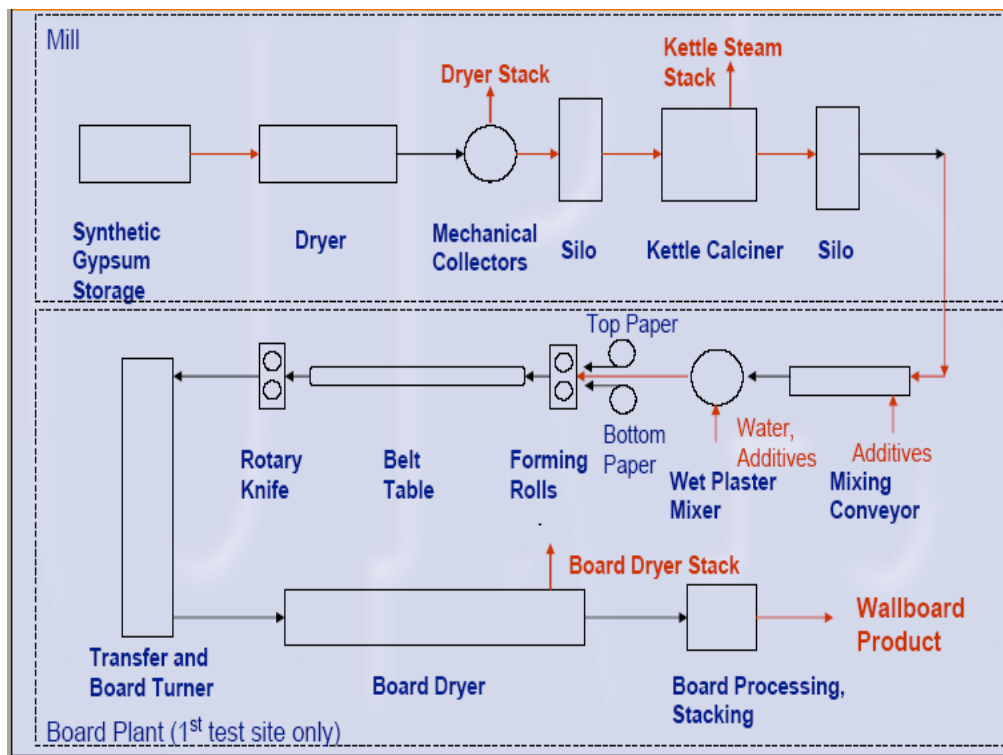 Mill
Dryer Stack
Kettle Steam
Stack
Synthetic
Gypsum
Storage
Dryer
Mechanical
Collectors
Silo
Kettle Calciner
Silo
Top Paper
Bottom
Paper
Water,
Additives
Additives
Rotary
Knife
Belt
Table
Forming
Rolls
Wet Plaster
Mixer
Mixing
Conveyor
Board Dryer Stack
Wallboard
Product
Transfer and
Board Turner
Board Dryer
Board Processing,
Stacking
Board Plant (1st test site only)